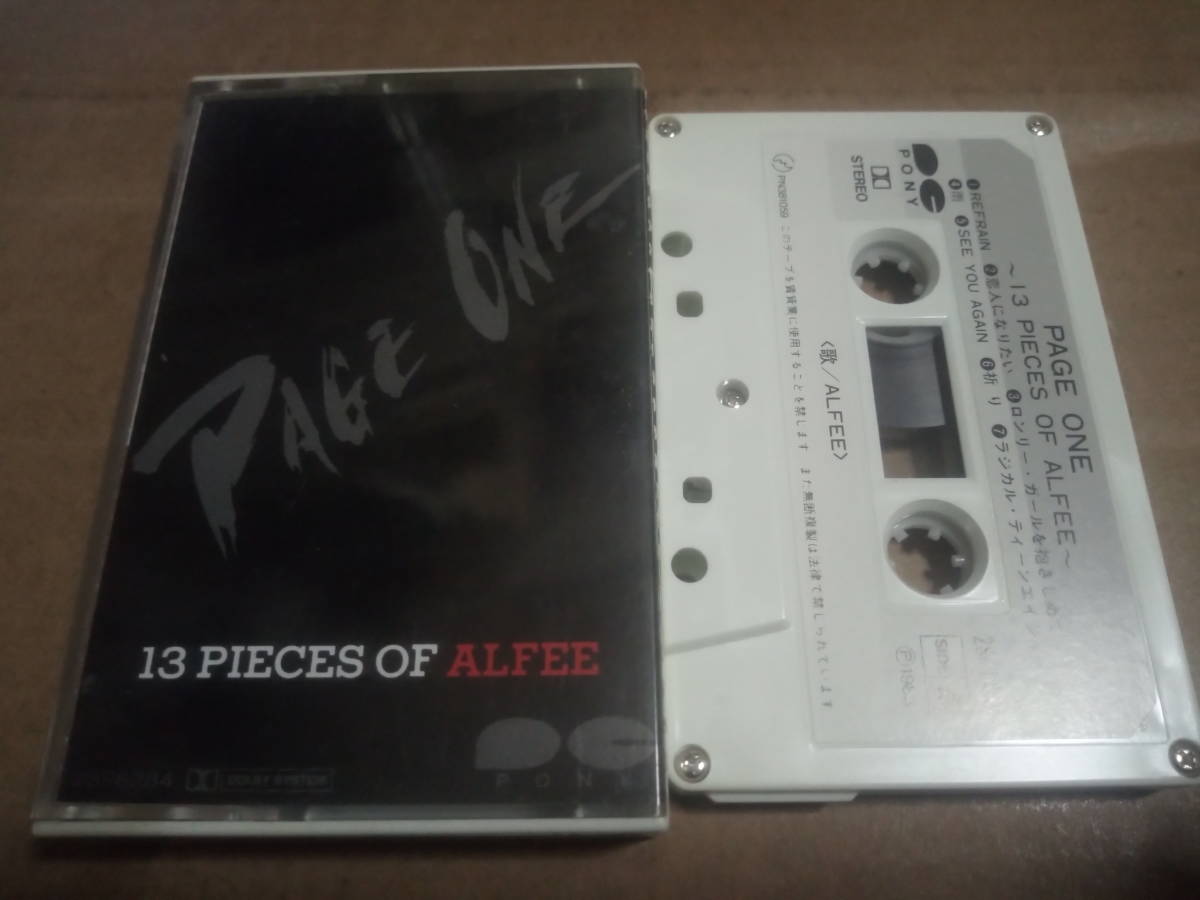 PAGE ONE
13 PIECES OF ALFEE
DOLBY SYSTEM
PONY
PAGE ONE
~13 PIECES OF ALFEE~
❶REFRAIN ❷恋人になりたい ❸ロンリー・ガールを抱きしめ
❹雨 ❺SEE YOU AGAIN ❻祈り ❼ラジカル・ティーンエイ
PONY
STEREO
〈歌/ALFEE〉
このテープを賃貸業に使用することを禁じます また無断複製は法律で禁じられています